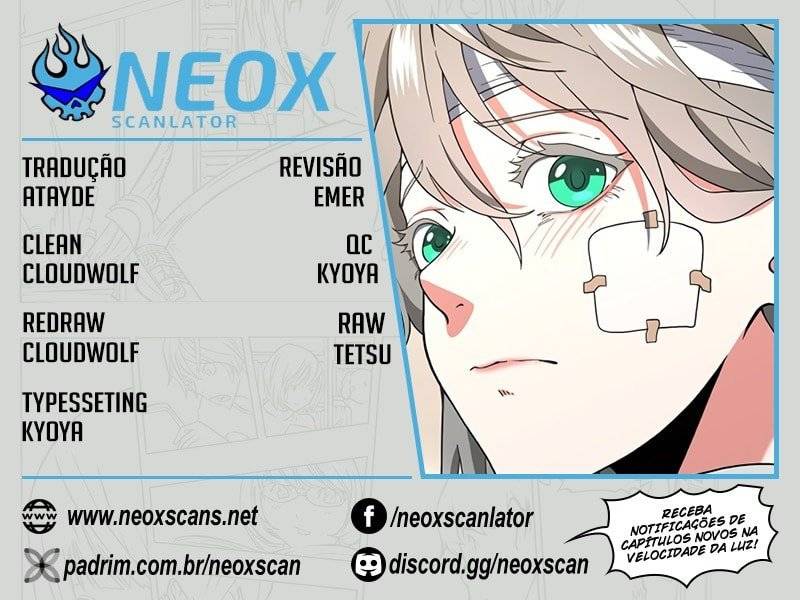 NEOX
SCANLATOR
TRADUÇÃO
ATAYDE
REVISÃO
EMER
CLEAN
CLOUDWOLF
QC
KYOYA
REDRAW
CLOUDWOLF
RAW
TETSU
TYPESSETING
KYOYA
www
www.neoxscans.net
f /neoxscanlator
padrim.com.br/neoxscan
discord.gg/neoxscan
RECEBA
NOTIFICAÇÕES DE
CAPÍTULOS NOVOS NA
VELOCIDADE DA LUZ!